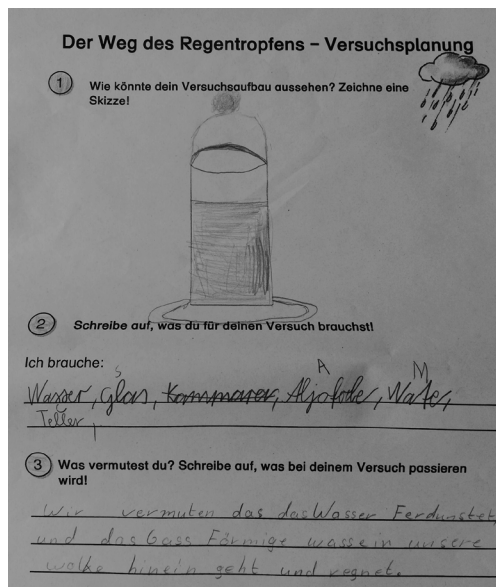 Der Weg des Regentropfens – Versuchsplanung
1 Wie könnte dein Versuchsaufbau aussehen? Zeichne eine
Skizze!
2 Schreibe auf, was du für deinen Versuch brauchst!
Ich brauche:
S A M
Wasser, Glas, Aljofolie, Wate,
Teller
3 Was vermutest du? Schreibe auf, was bei deinem Versuch passieren
wird!
Wir vermuten das das Wasser Ferdunstet
und das Gass Förmige wasse in unsere
wolke hinein geht und regnet.